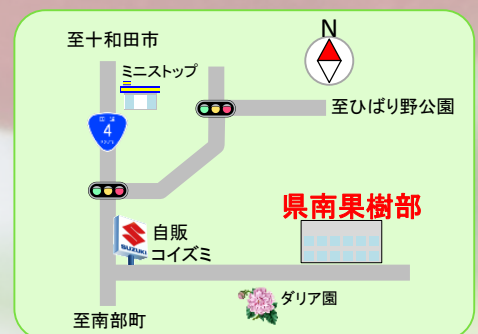 至十和田市
N
ミニストップ
国道
4
ROUTE
至ひばり野公園
県南果樹部
自販
コイズミ
SUZUKI
ダリア園
至南部町